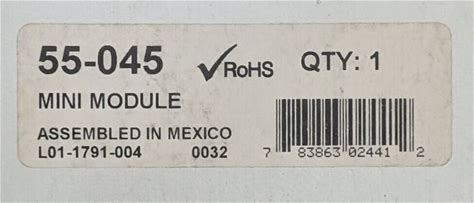 55-045 ✓RoHS QTY: 1
MINI MODULE
ASSEMBLED IN MEXICO
L01-1791-004 0032
7 83863 02441 2